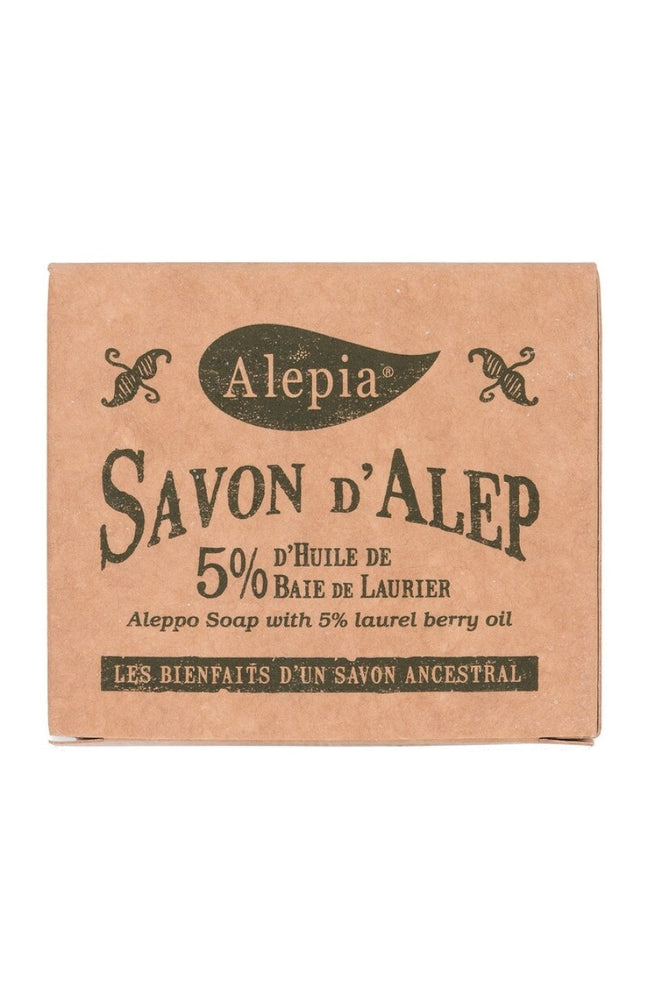 Alepia®
SAVON D'ALEP
5% D'HUILE DE
BAIE DE LAURIER
Aleppo Soap with 5% laurel berry oil
LES BIENFAITS D'UN SAVON ANCESTRAL